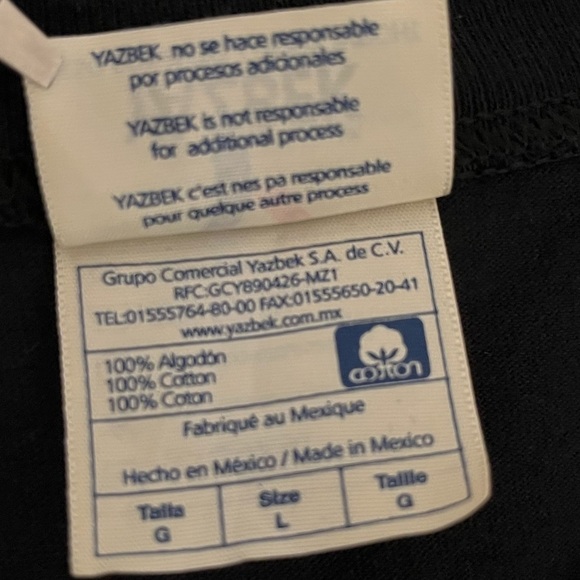 YAZBEK no se hace responsable
por procesos adicionales
YAZBEK is not responsable
for additional process
YAZBEK c'est nes pa responsable
pour quelque autre process
Grupo Comercial Yazbek S.A. de C.V.
RFC:GCY890426-MZ1
TEL:01555764-80-00 FAX:01555650-20-41
www.yazbek.com.mx
100% Algodón
100% Cotton
100% Coton
COTTON
Fabriqué au Mexique
Hecho en México / Made in Mexico
Talla Size Taille
G L G